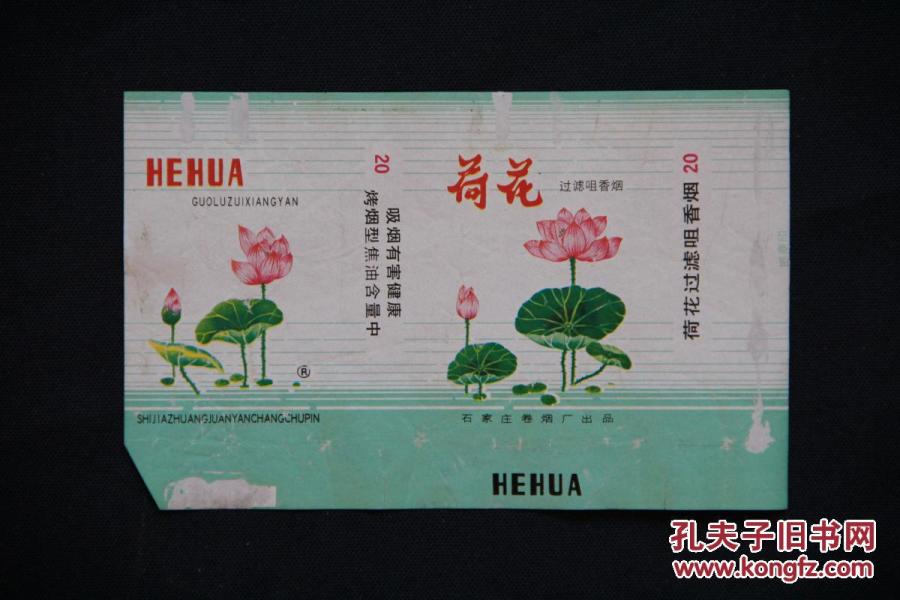 HEHUA
GUOLUZUIXIANGYAN
®
SHIJIAZHUANGJUANYANCHANGCHUPIN
20
吸烟有害健康
烤烟型焦油含量中
荷花
过滤咀香烟
石家庄卷烟厂出品
HEHUA
荷花过滤咀香烟 20
孔夫子旧书网
www.kongfz.com